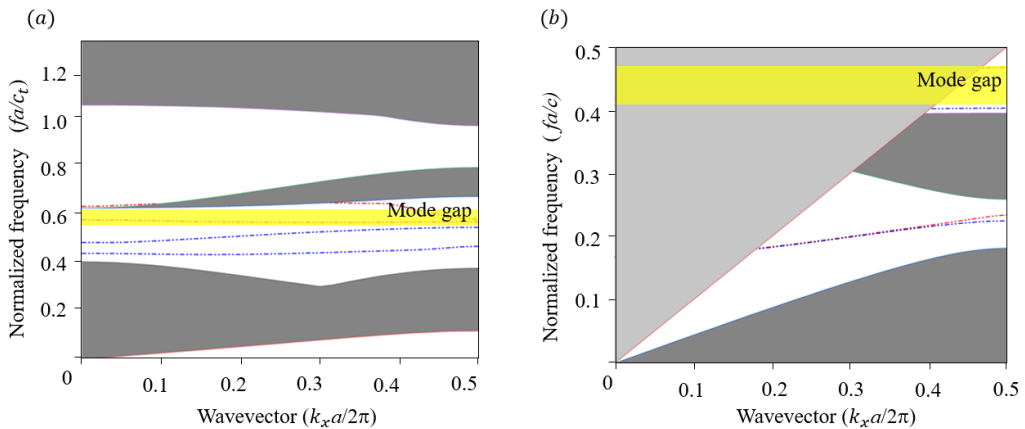 (a)
Normalized frequency (fa/cₜ)
1.2
1.0
0.8
0.6
0.4
0.2
0
Mode gap
0.1
0.2
0.3
0.4
0.5
Wavevector (kₓa/2π)
(b)
Normalized frequency ( fa/c)
0.5
0.4
0.3
0.2
0.1
0
Mode gap
0.1
0.2
0.3
0.4
0.5
Wavevector (kₓa/2π)